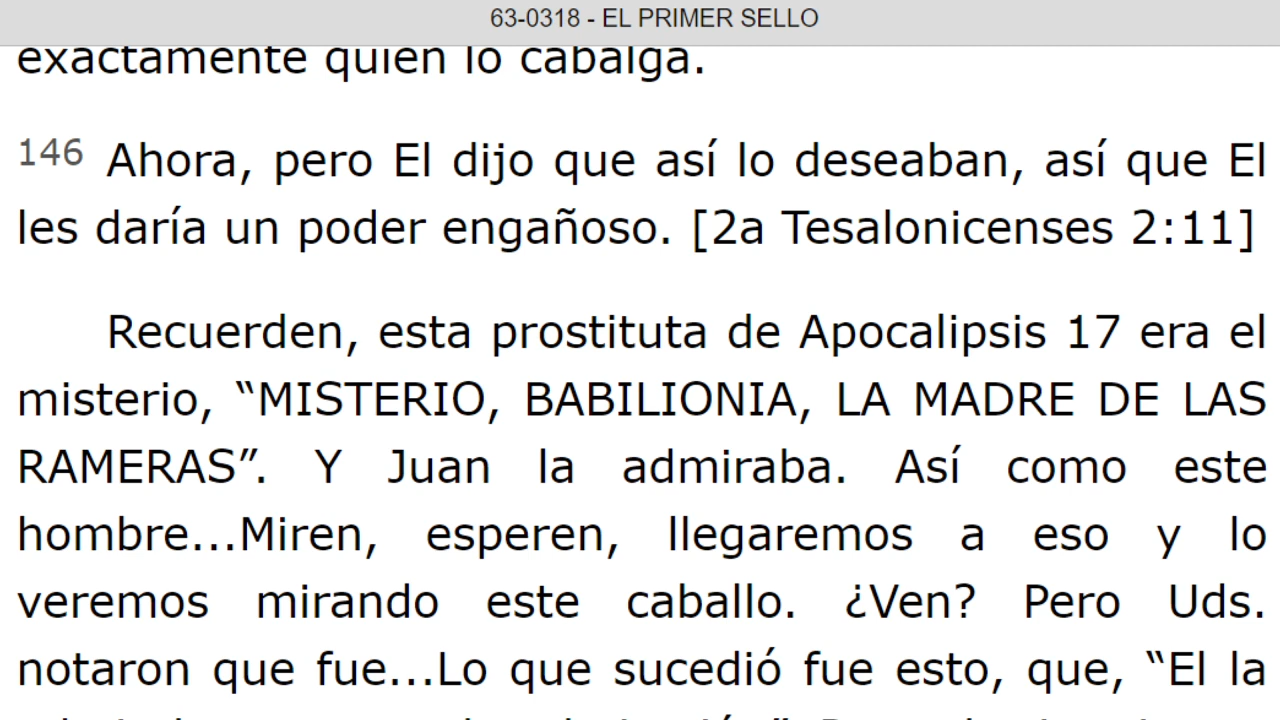 63-0318 - EL PRIMER SELLO
exactamente quien lo cabalga.
146 Ahora, pero El dijo que así lo deseaban, así que El
les daría un poder engañoso. [2a Tesalonicenses 2:11]
Recuerden, esta prostituta de Apocalipsis 17 era el
misterio, “MISTERIO, BABILIONIA, LA MADRE DE LAS
RAMERAS”. Y Juan la admiraba. Así como este
hombre...Miren, esperen, llegaremos a eso y lo
veremos mirando este caballo. ¿Ven? Pero Uds.
notaron que fue...Lo que sucedió fue esto, que, “El la